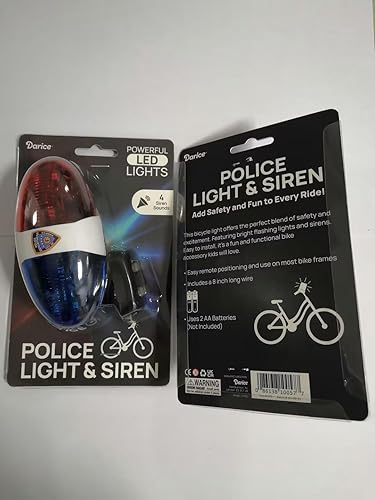 Darice
POWERFUL
LED
LIGHTS
4
Siren
Sounds
POLICE
LIGHT & SIREN
Darice
POLICE
LIGHT & SIREN
Add Safety and Fun to Every Ride!
This bicycle light offers the perfect blend of safety and
excitement. Featuring bright flashing lights and sirens.
Easy to install, it's a fun and functional bike
accessory kids will love.
• Easy remote positioning and use on most bike frames
• Includes a 8 inch long wire
• Uses 2 AA Batteries
(Not Included)
WARNING
Darice